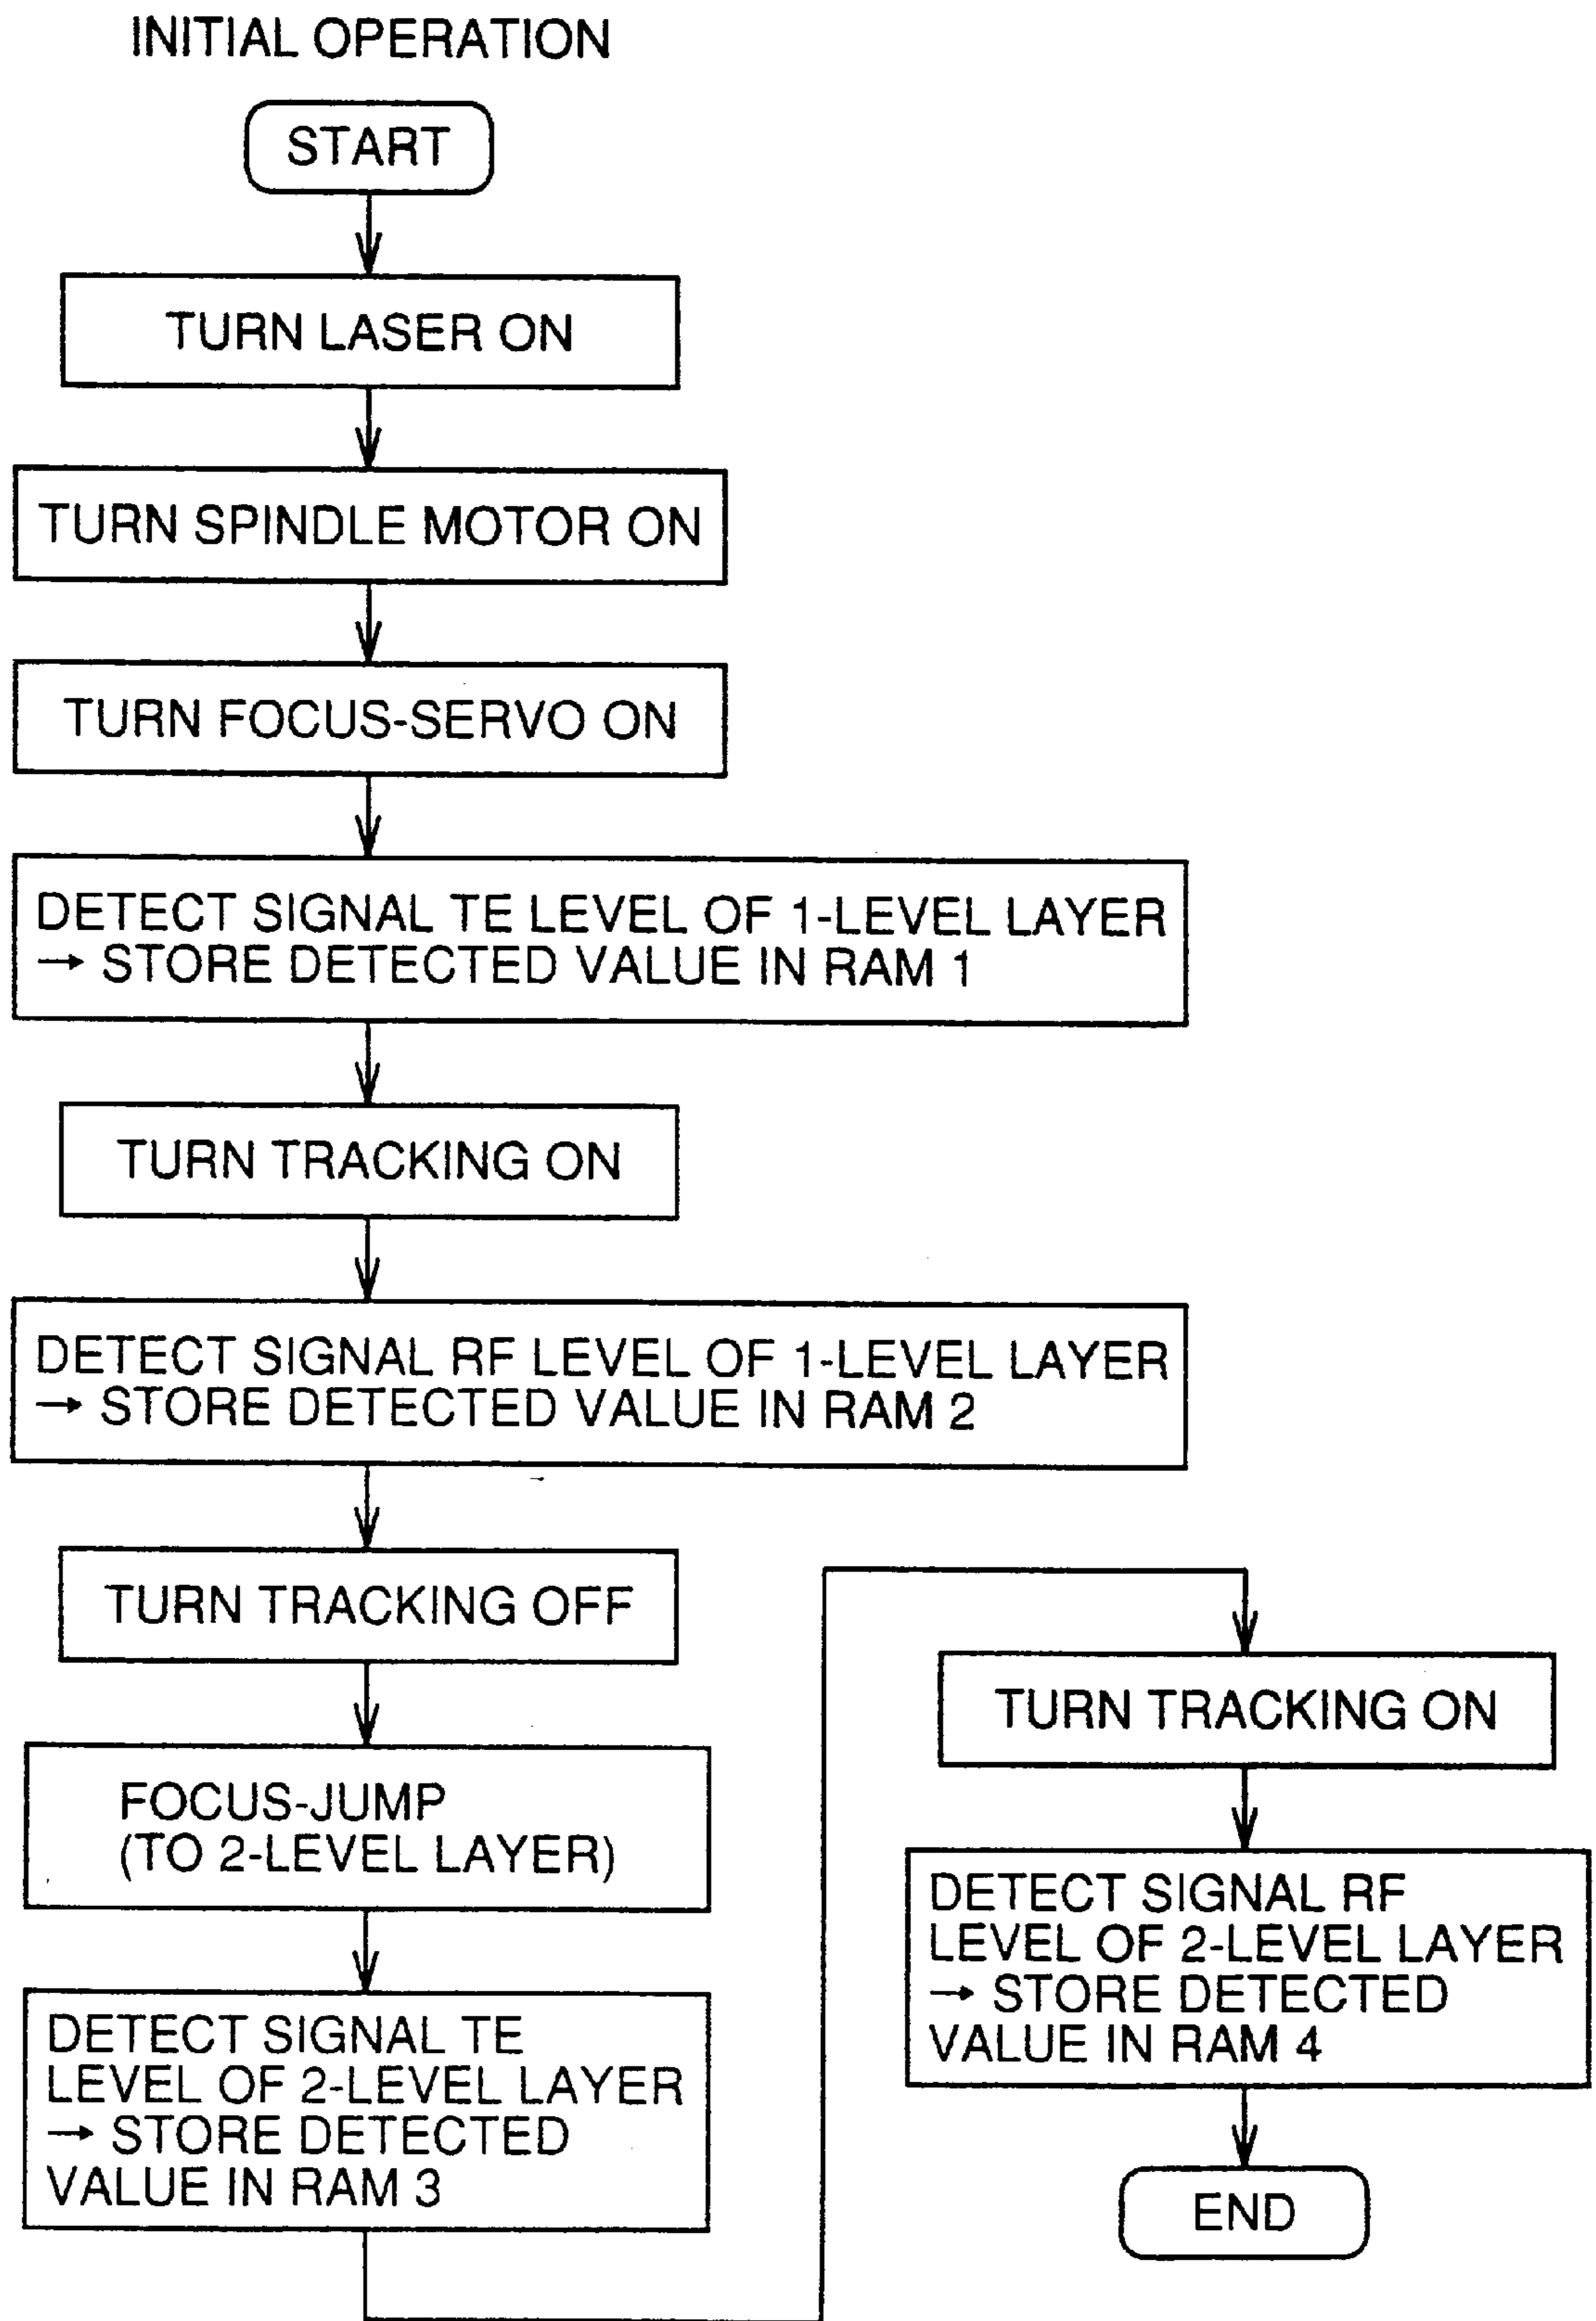 INITIAL OPERATION
START
TURN LASER ON
TURN SPINDLE MOTOR ON
TURN FOCUS-SERVO ON
DETECT SIGNAL TE LEVEL OF 1-LEVEL LAYER
→ STORE DETECTED VALUE IN RAM 1
TURN TRACKING ON
DETECT SIGNAL RF LEVEL OF 1-LEVEL LAYER
→ STORE DETECTED VALUE IN RAM 2
TURN TRACKING OFF
FOCUS-JUMP
(TO 2-LEVEL LAYER)
DETECT SIGNAL TE
LEVEL OF 2-LEVEL LAYER
→ STORE DETECTED
VALUE IN RAM 3
TURN TRACKING ON
DETECT SIGNAL RF
LEVEL OF 2-LEVEL LAYER
→ STORE DETECTED
VALUE IN RAM 4
END